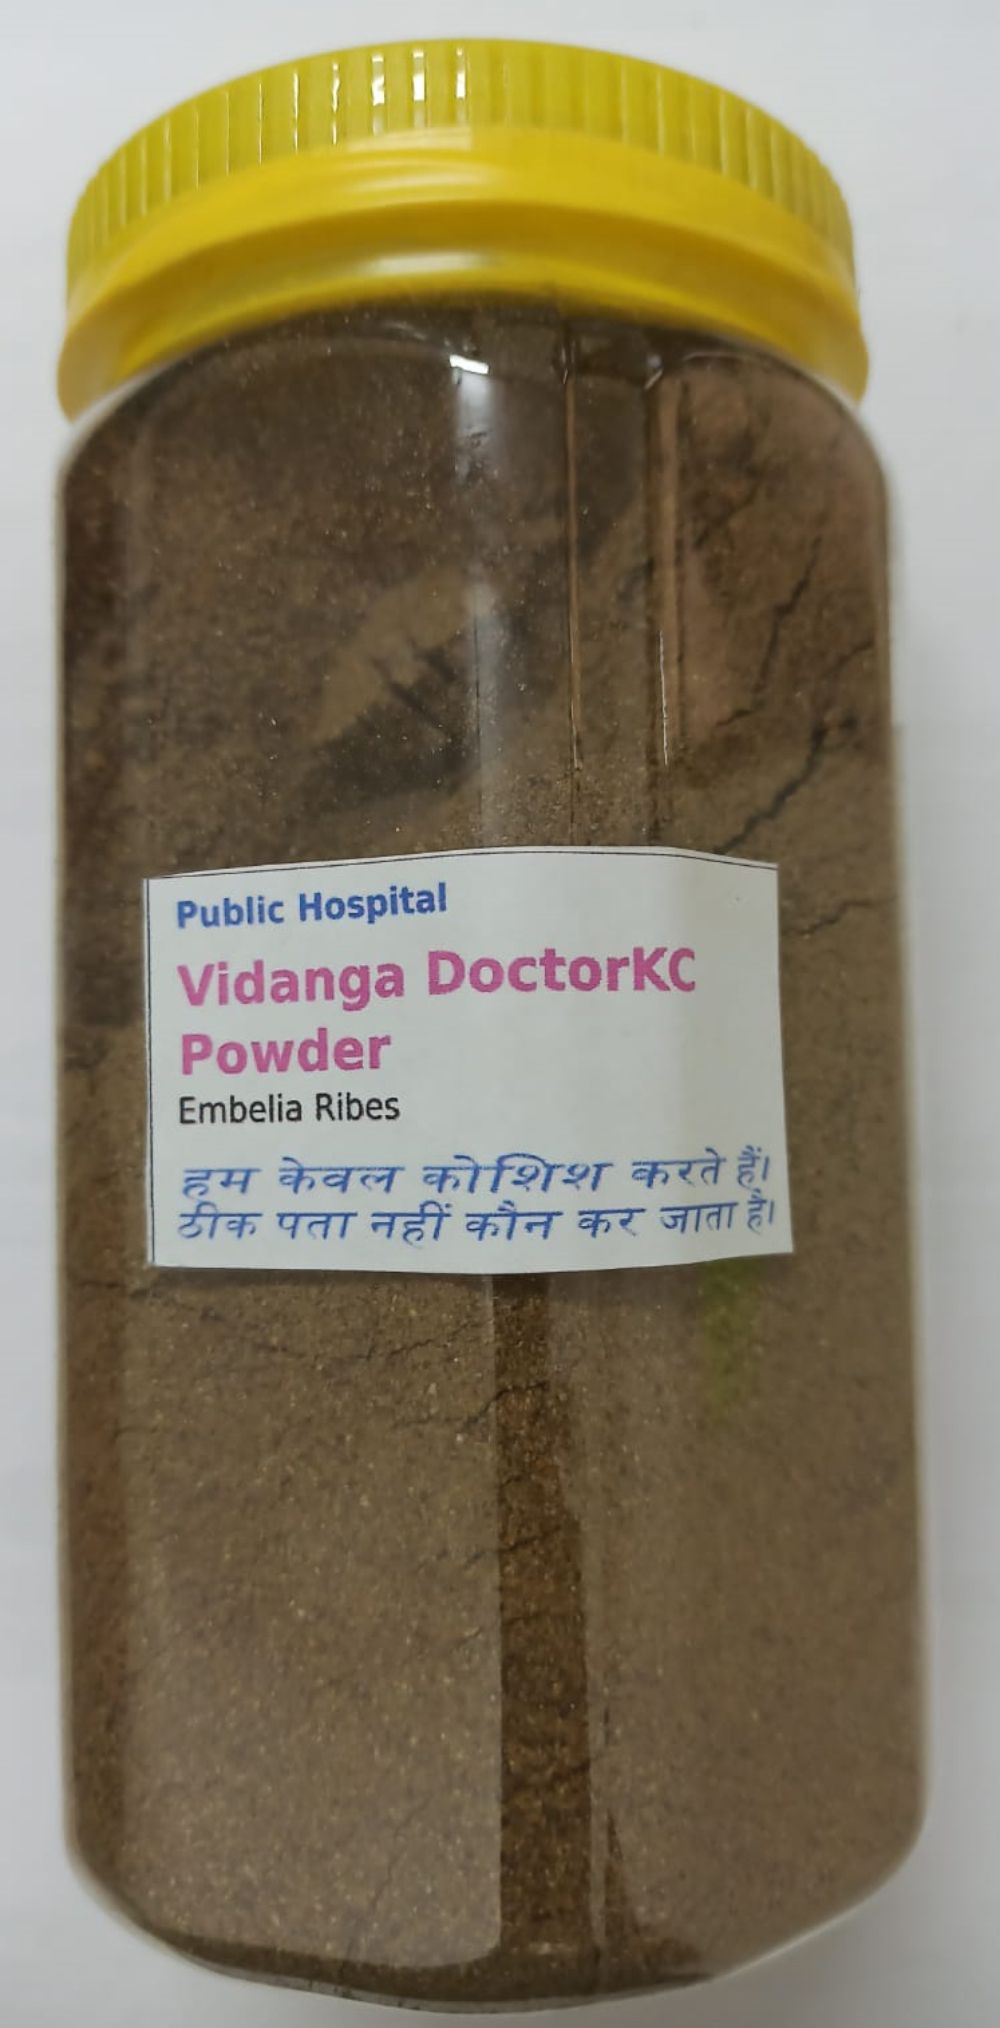 Public Hospital
Vidanga DoctorKC
Powder
Embelia Ribes
हम केवल कोशिश करते हैं।
ठीक पता नहीं कौन कर जाता है।